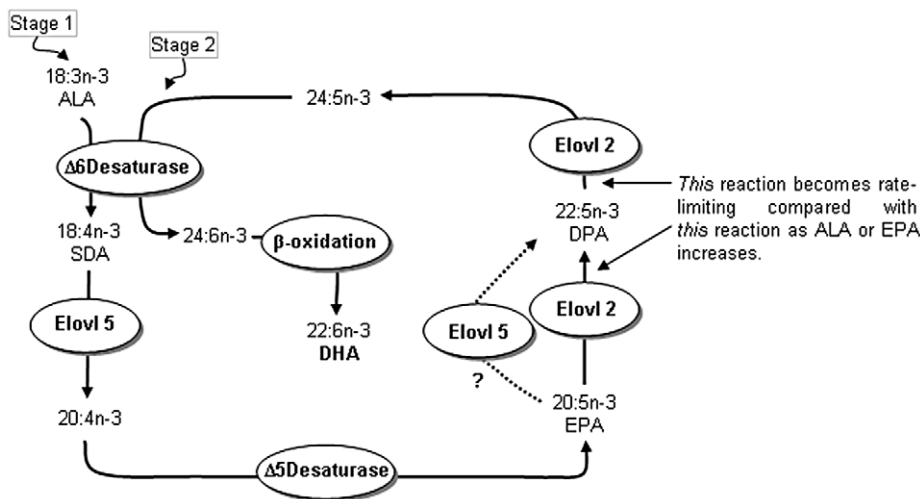 Stage 1
Stage 2
18:3n-3
ALA
24:5n-3
Elovl 2
Δ6Desaturase
This reaction becomes rate-
limiting compared with
this reaction as ALA or EPA
increases.
22:5n-3
DPA
18:4n-3
SDA
24:6n-3
β-oxidation
Elovl 2
Elovl 5
Elovl 5
22:6n-3
DHA
?
20:4n-3
20:5n-3
EPA
Δ5Desaturase